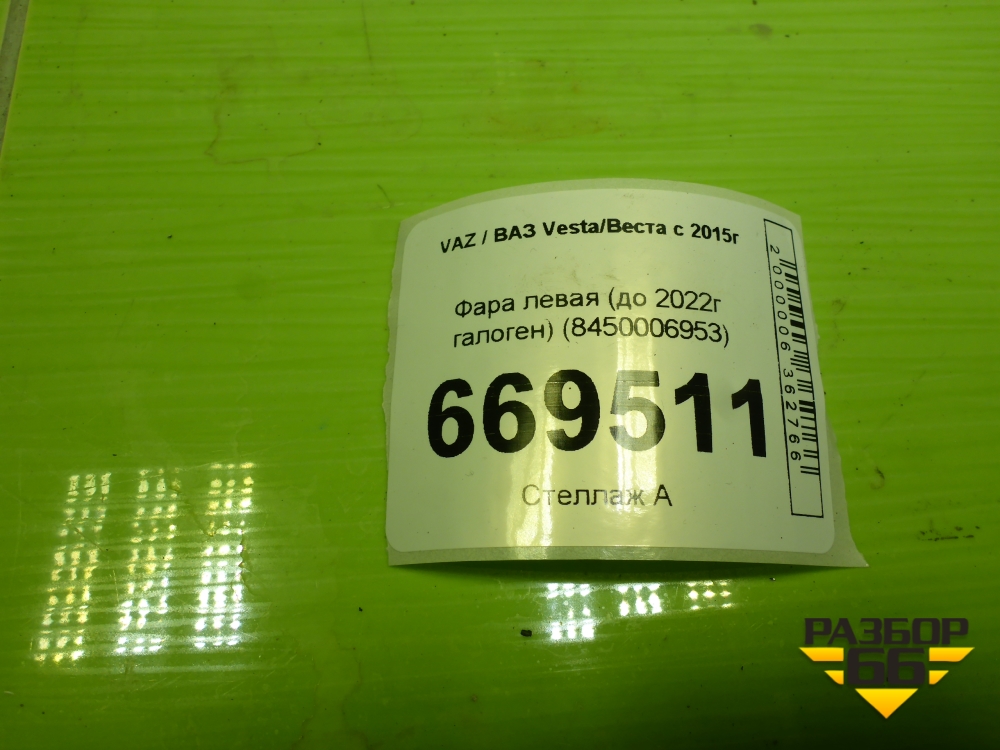 VAZ / ВАЗ Vesta/Веста с 2015г
Фара левая (до 2022г
галоген) (8450006953)
669511
Стеллаж А
2000006362766
РАЗБОР
66